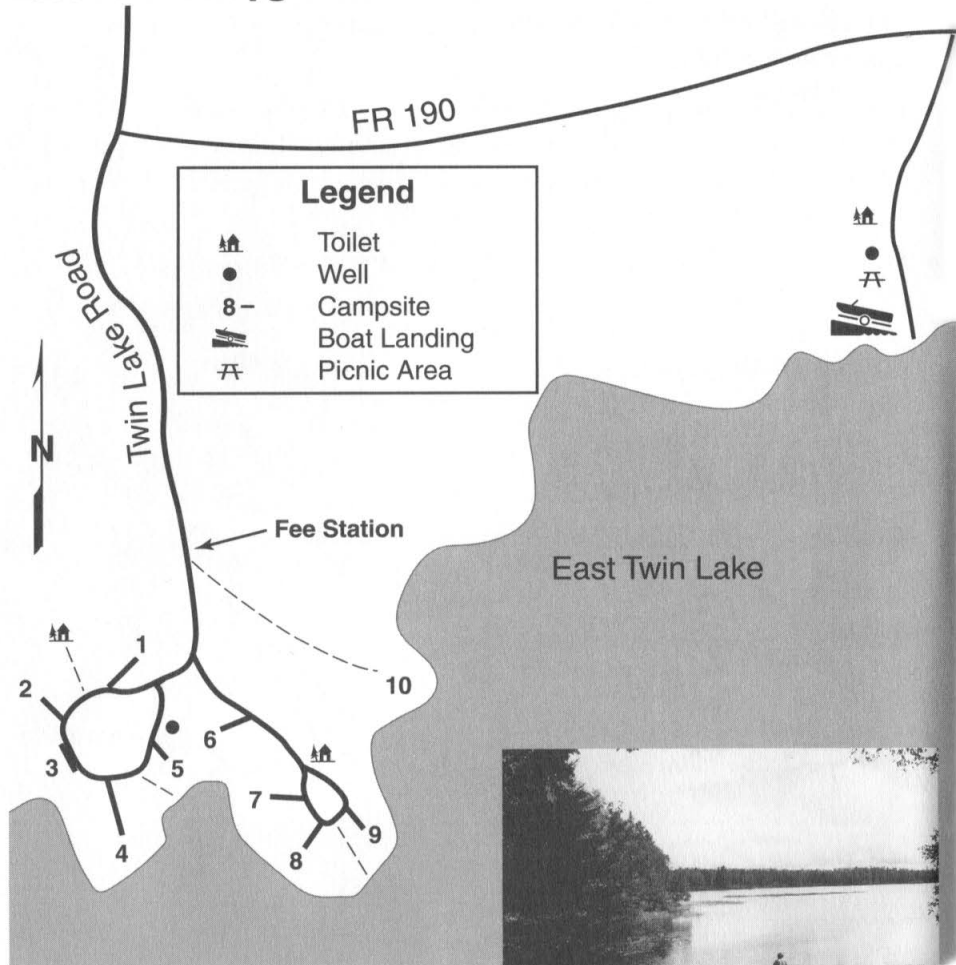 FR 190
Legend
Toilet
Well
8 – Campsite
Boat Landing
Picnic Area
Twin Lake Road
N
Fee Station
East Twin Lake
1
2
10
6
3
5
7
9
4
8